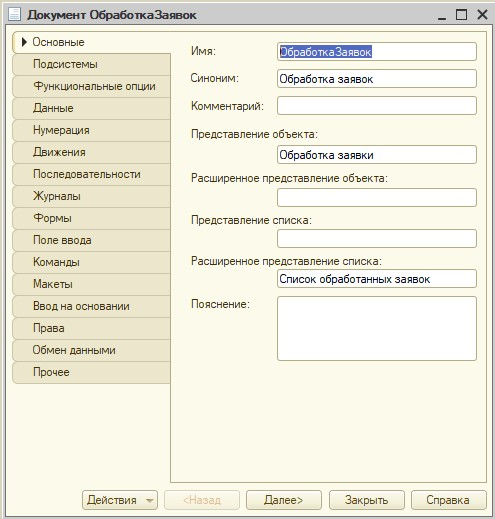 Документ ОбработкаЗаявок
Основные
Подсистемы
Функциональные опции
Данные
Нумерация
Движения
Последовательности
Журналы
Формы
Поле ввода
Команды
Макеты
Ввод на основании
Права
Обмен данными
Прочее
Имя: ОбработкаЗаявок
Синоним: Обработка заявок
Комментарий:
Представление объекта:
Обработка заявки
Расширенное представление объекта:
Представление списка:
Расширенное представление списка:
Список обработанных заявок
Пояснение:
Действия <Назад Далее> Закрыть Справка